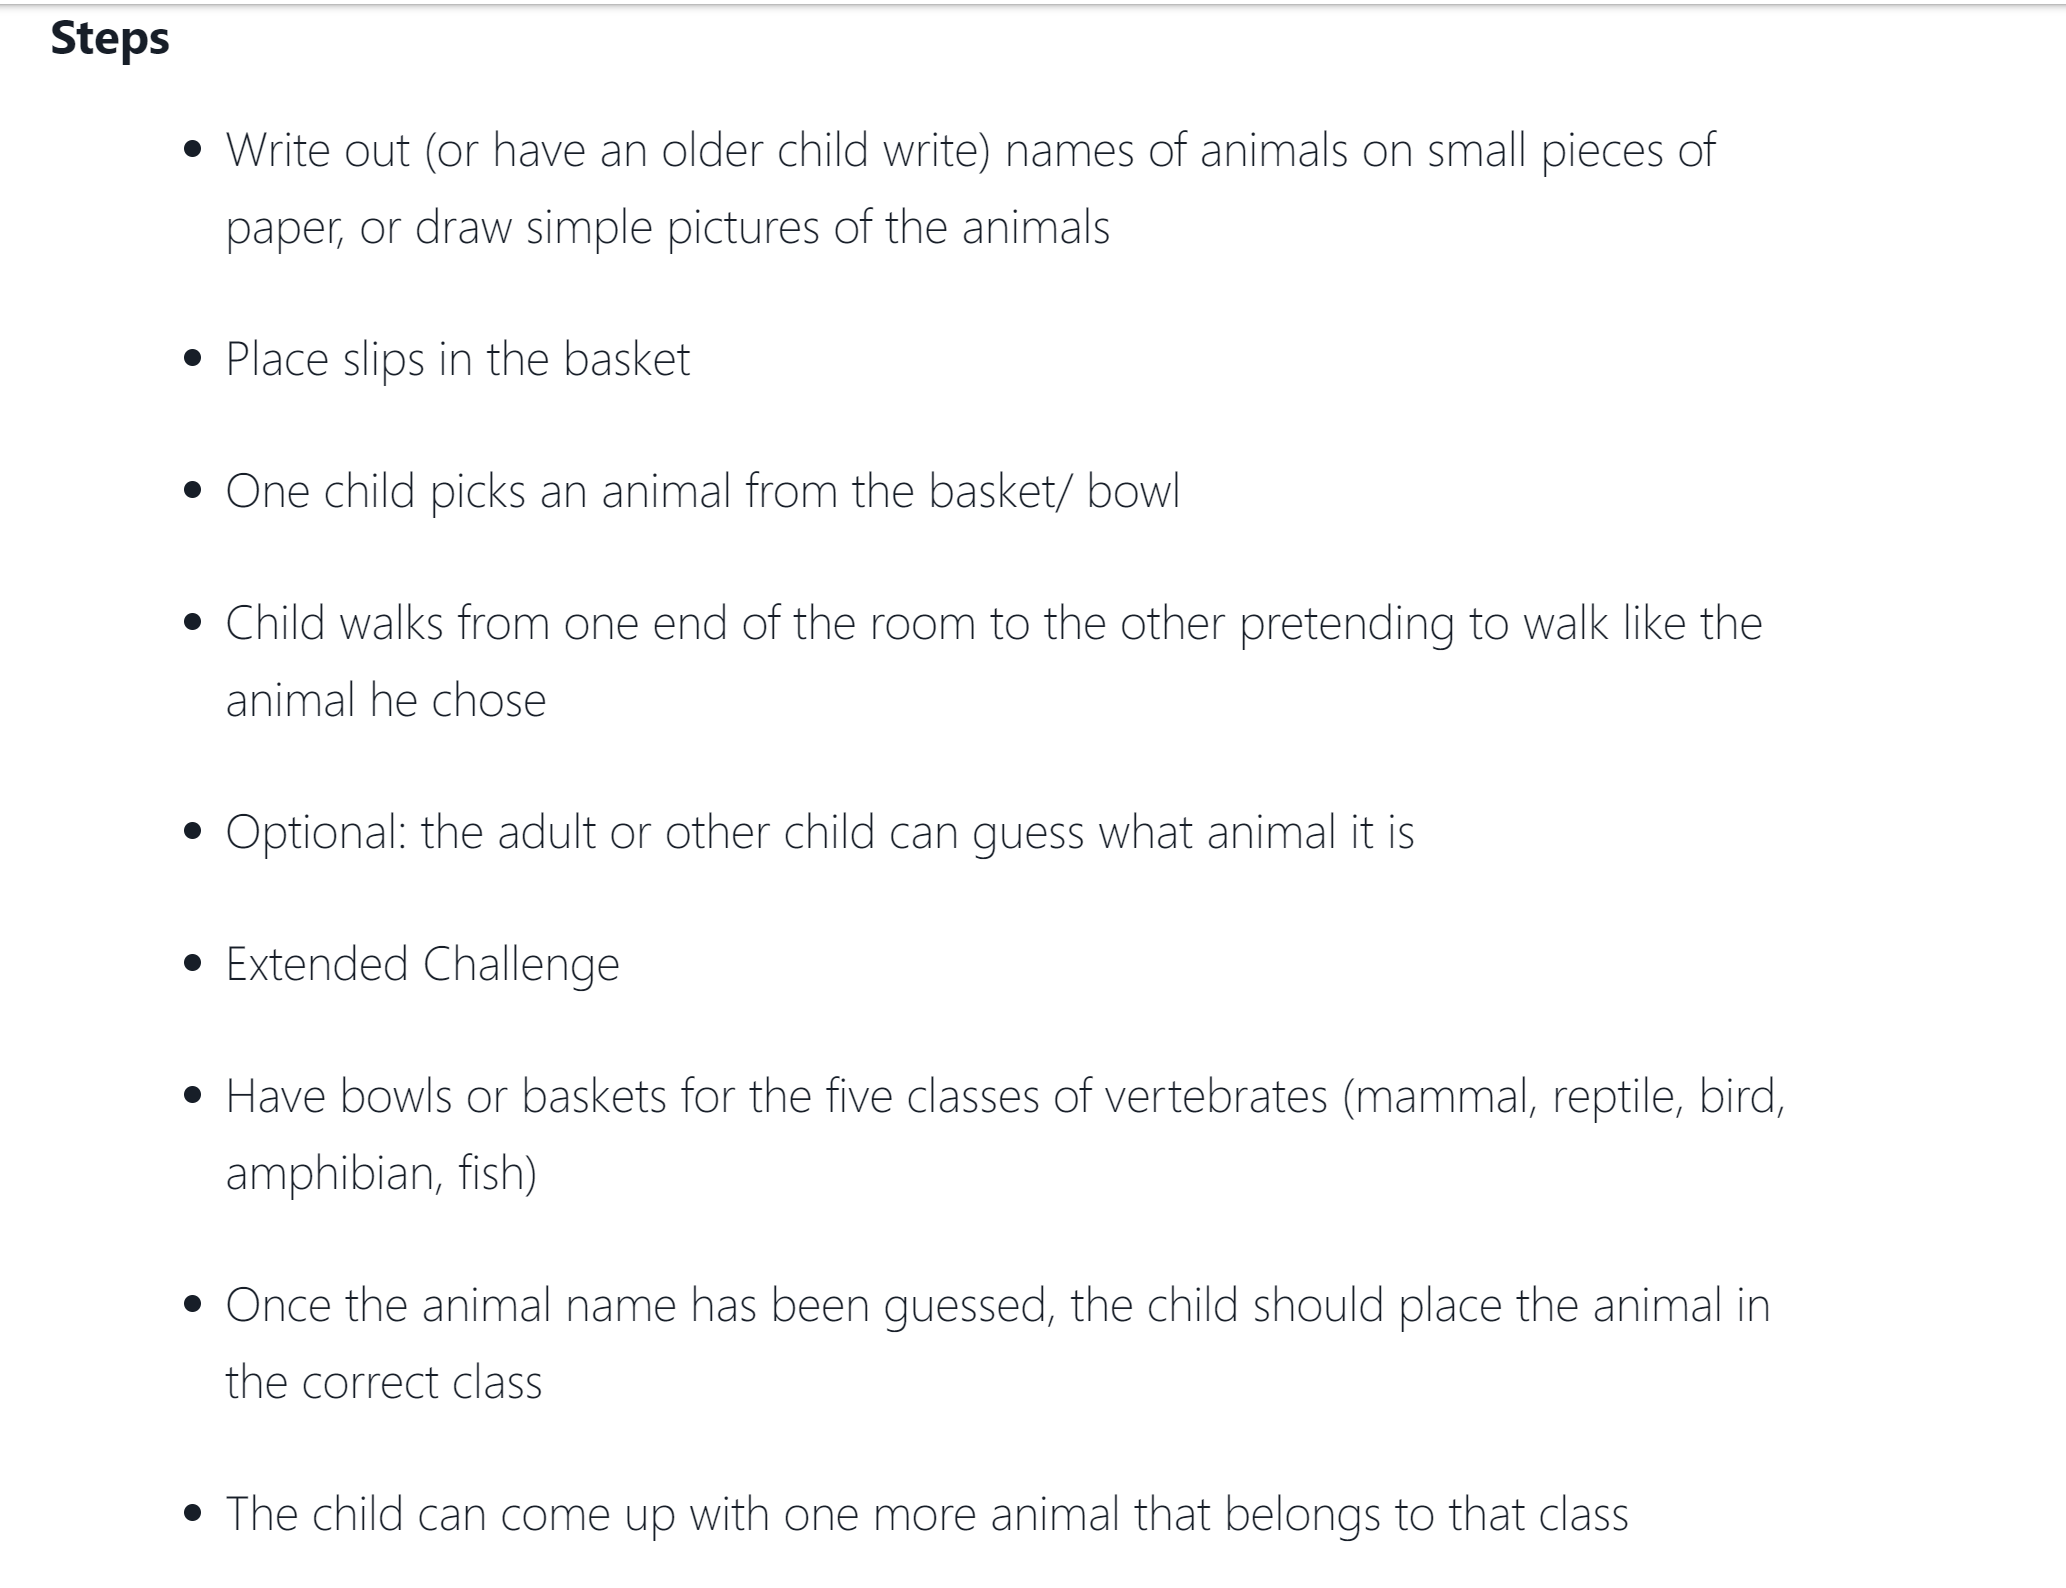 Steps
• Write out (or have an older child write) names of animals on small pieces of
paper, or draw simple pictures of the animals
• Place slips in the basket
• One child picks an animal from the basket/ bowl
• Child walks from one end of the room to the other pretending to walk like the
animal he chose
• Optional: the adult or other child can guess what animal it is
• Extended Challenge
• Have bowls or baskets for the five classes of vertebrates (mammal, reptile, bird,
amphibian, fish)
• Once the animal name has been guessed, the child should place the animal in
the correct class
• The child can come up with one more animal that belongs to that class